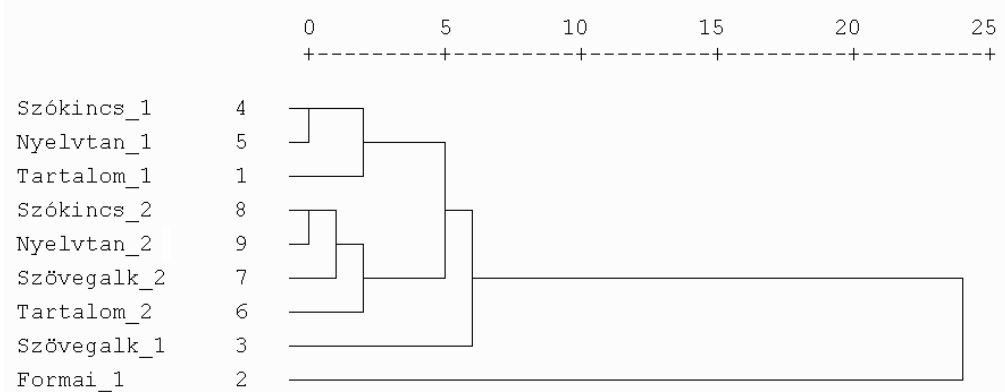 0 5 10 15 20 25
+---------+---------+---------+---------+---------+
Szókincs_1 4
Nyelvtan_1 5
Tartalom_1 1
Szókincs_2 8
Nyelvtan_2 9
Szövegalk_2 7
Tartalom_2 6
Szövegalk_1 3
Formai_1 2